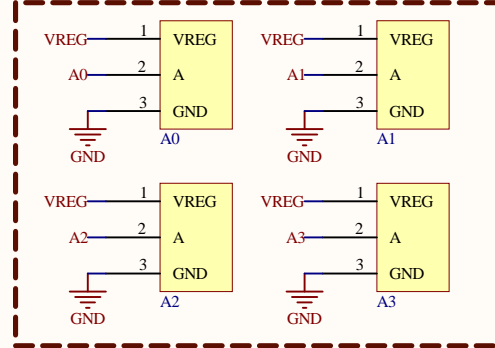 VREG 1 VREG VREG 1 VREG
A0 2 A A1 2 A
3 GND 3 GND
GND A0 GND A1
VREG 1 VREG VREG 1 VREG
A2 2 A A3 2 A
3 GND 3 GND
GND A2 GND A3